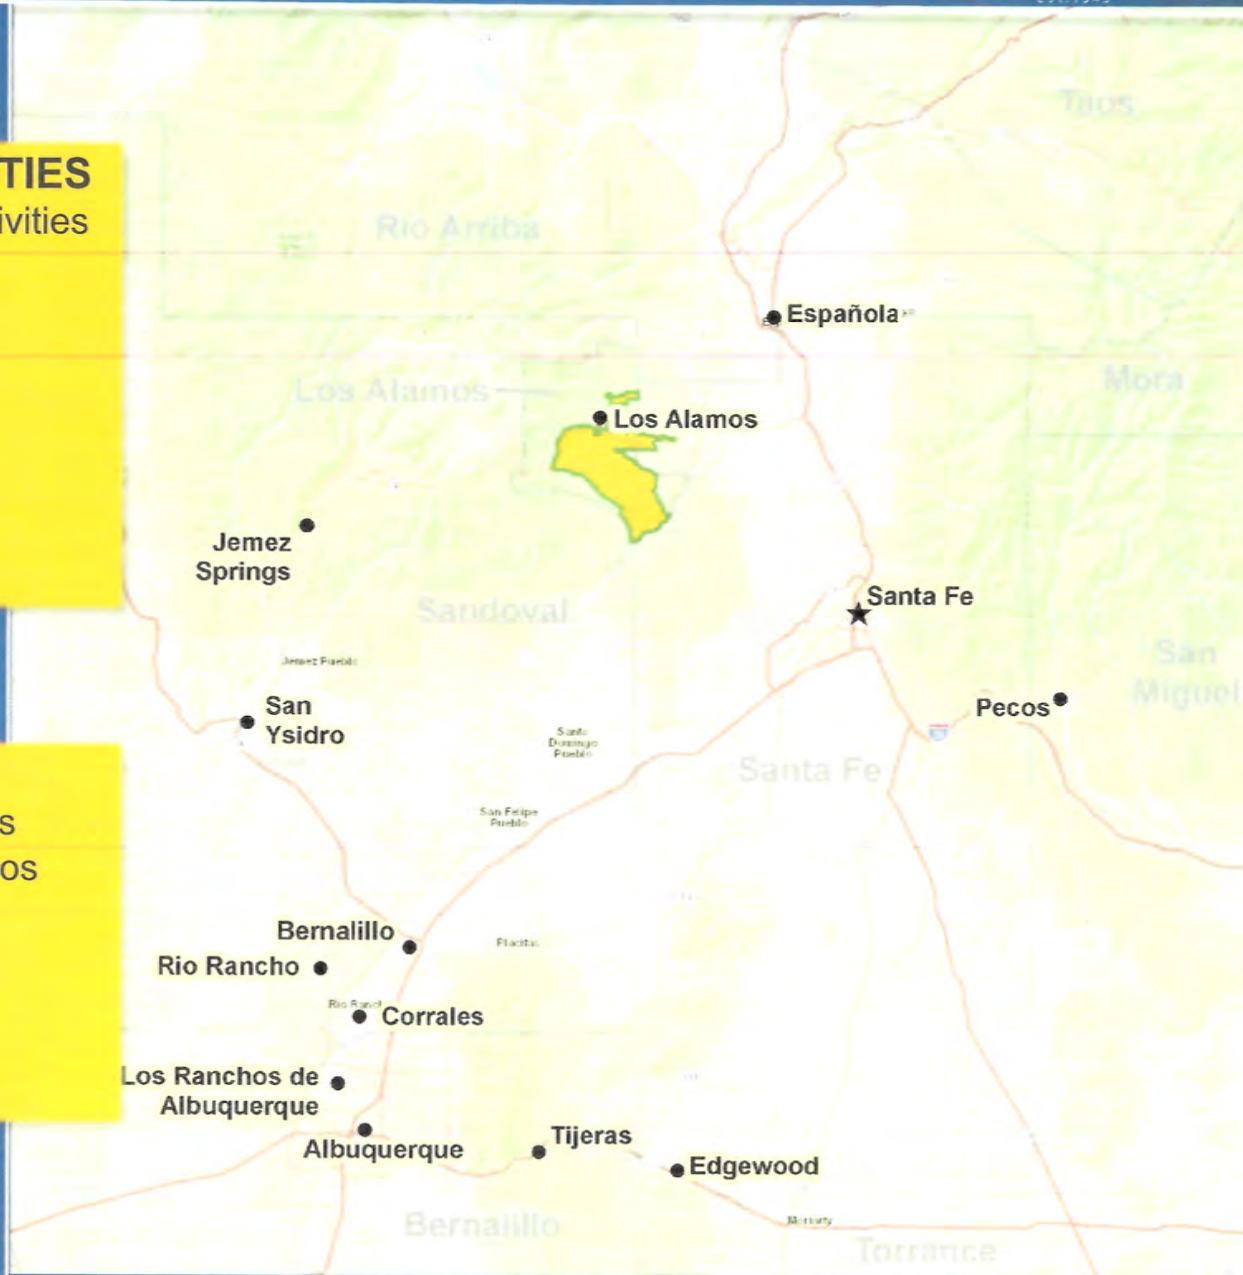 TIES
ivities
Taos
Rio Arriba
Española
Mora
Los Alamos
Los Alamos
Jemez
Springs
Sandoval
Santa Fe
San
Miguel
Jemez Pueblo
Pecos
San
Ysidro
Santo
Domingo
Pueblo
Santa Fe
San Felipe
Pueblo
s
os
Bernalillo
Placitas
Rio Rancho
Rio Ranch
Corrales
Los Ranchos de
Albuquerque
Albuquerque
Tijeras
Edgewood
Moriarty
Bernalillo
Torrance